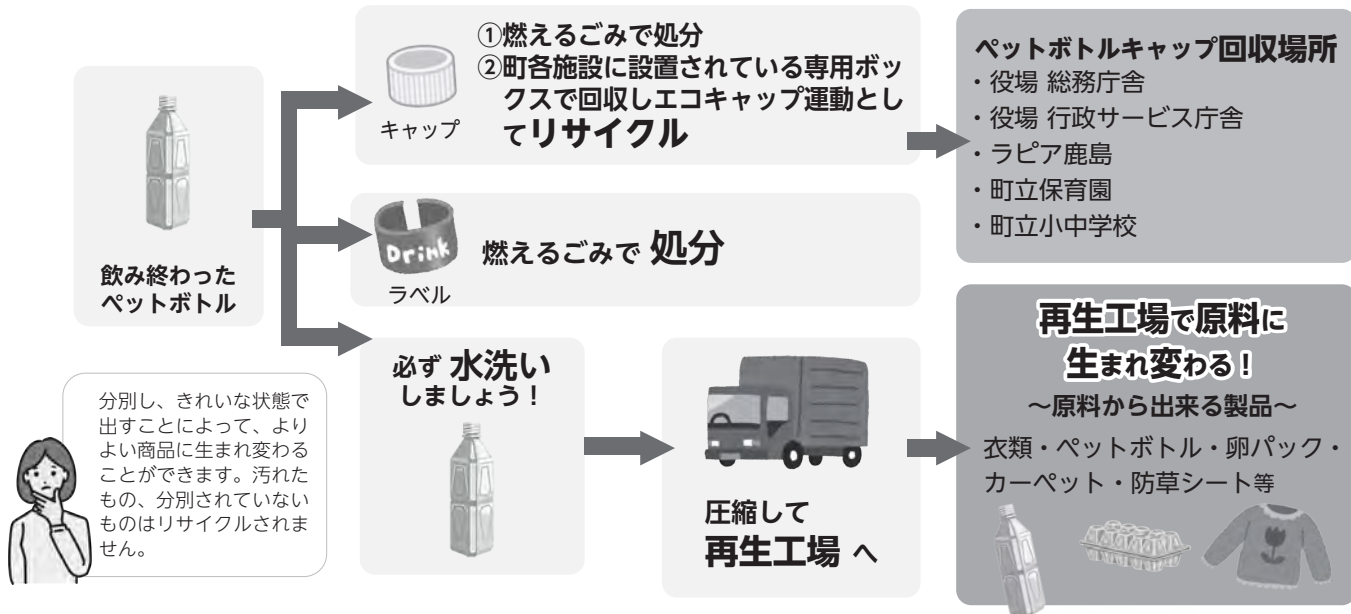 ①燃えるごみで処分
②町各施設に設置されている専用ボッ
クスで回収しエコキャップ運動とし
てリサイクル
キャップ
ペットボトルキャップ回収場所
・役場 総務庁舎
・役場 行政サービス庁舎
・ラピア鹿島
・町立保育園
・町立小中学校
飲み終わった
ペットボトル
Drink
ラベル
燃えるごみで 処分
必ず 水洗い
しましょう！
圧縮して
再生工場 へ
再生工場で原料に
生まれ変わる！
～原料から出来る製品～
衣類・ペットボトル・卵パック・
カーペット・防草シート等
分別し、きれいな状態で
出すことによって、より
よい商品に生まれ変わる
ことができます。汚れた
もの、分別されていない
ものはリサイクルされま
せん。